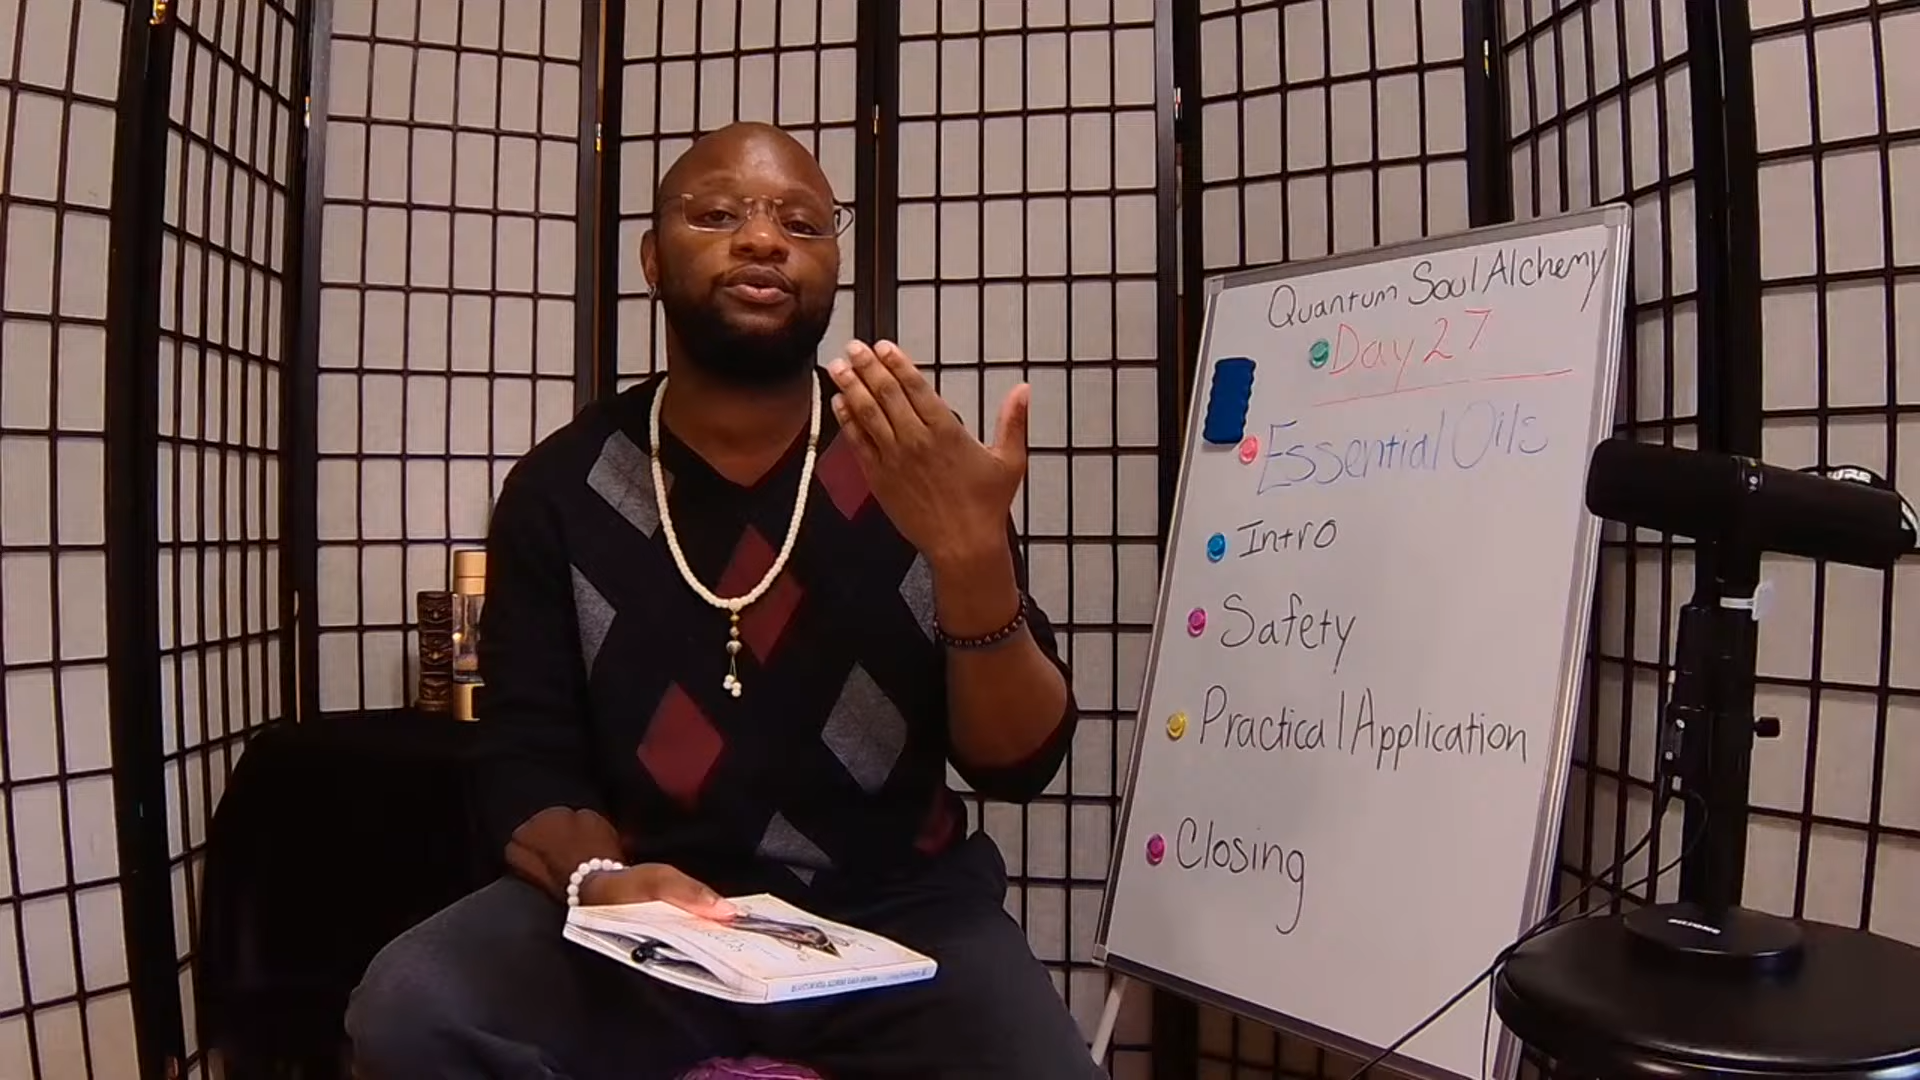 Quantum Soul Alchemy
Day 27
Essential Oils
Intro
Safety
Practical Application
Closing